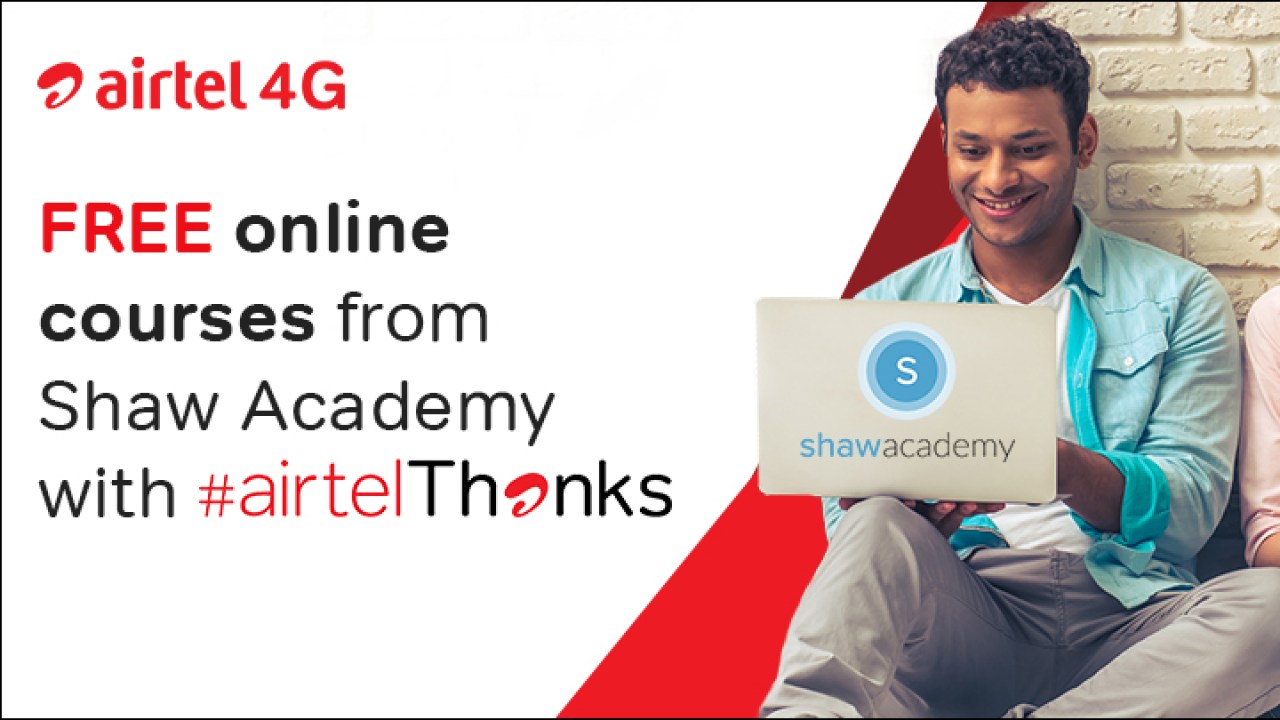 airtel 4G
FREE online
courses from
Shaw Academy
with #airtelThanks
S
shawacademy